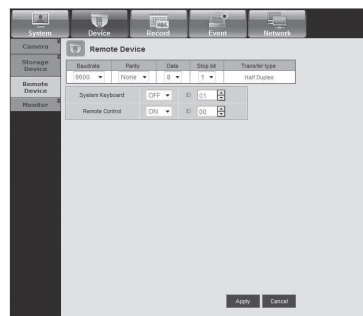 System Device Record Event Network
REC
Camera
Storage Device
Remote Device
Monitor
Remote Device
Baudrate Parity Data Stop bit Transfer type
9600 None 8 1 Half Duplex
System Keyboard OFF ID 01
Remote Control ON ID 00
Apply Cancel